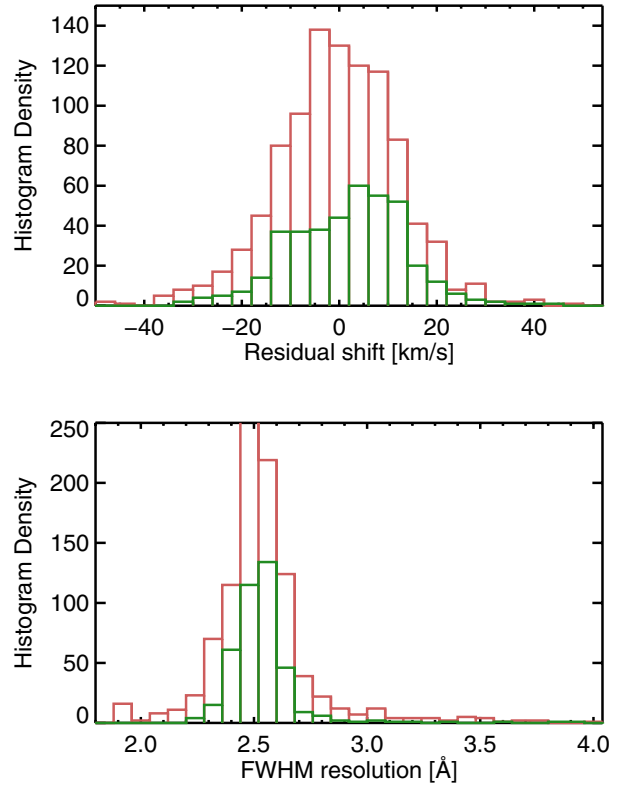 140
120
100
80
60
40
20
0
Histogram Density
−40 −20 0 20 40
Residual shift [km/s]
250
200
150
100
50
0
Histogram Density
2.0 2.5 3.0 3.5 4.0
FWHM resolution [Å]